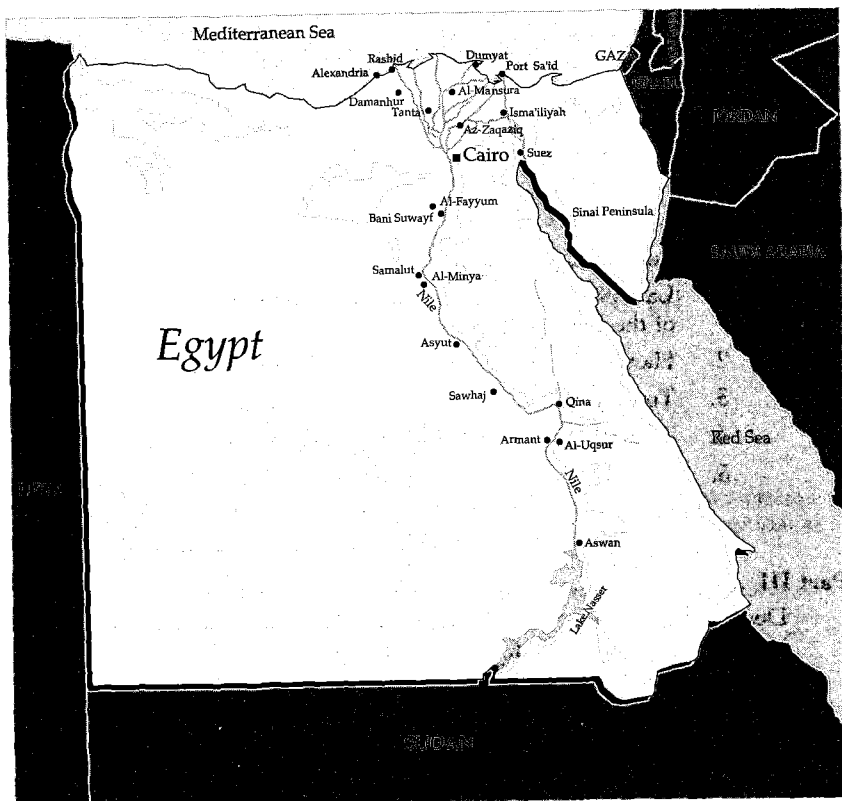 Mediterranean Sea
Rashid
Dumyat
GAZA
Alexandria
Port Sa'id
Damanhur
Al-Mansura
Tanta
Isma'iliyah
Az-Zaqaziq
JORDAN
Cairo
Suez
Al-Fayyum
Sinai Peninsula
Bani Suwayf
SAUDI ARABIA
Samalut
Al-Minya
Nile
Egypt
Asyut
Sawhaj
Qina
Armant
Al-Uqsur
Red Sea
Nile
Aswan
Lake Nasser
SUDAN